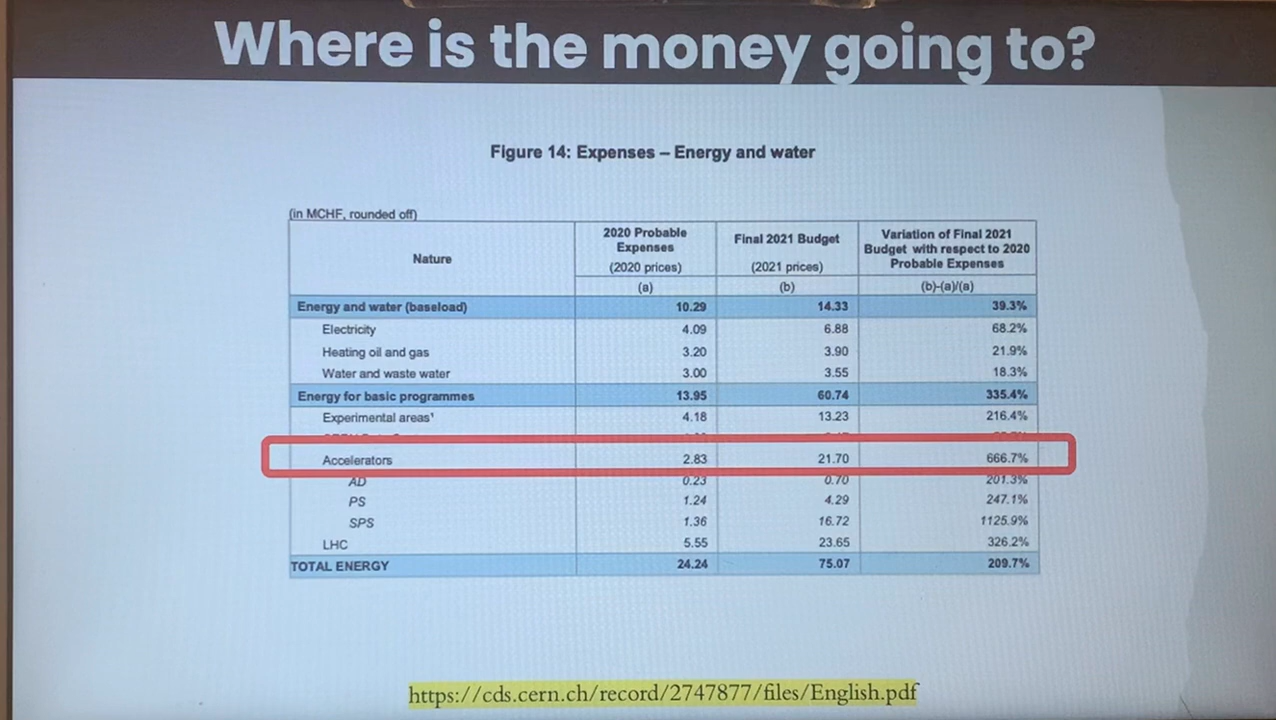 Where is the money going to?
Figure 14: Expenses – Energy and water
(in MCHF, rounded off)
Nature 2020 Probable Expenses (2020 prices) (a) Final 2021 Budget (2021 prices) (b) Variation of Final 2021 Budget with respect to 2020 Probable Expenses (b)-(a)/(a)
Energy and water (baseload) 10.29 14.33 39.3%
Electricity 4.09 6.88 68.2%
Heating oil and gas 3.20 3.90 21.9%
Water and waste water 3.00 3.55 18.3%
Energy for basic programmes 13.95 60.74 335.4%
Experimental areas¹ 4.18 13.23 216.4%
Accelerators 2.83 21.70 666.7%
AD 0.23 0.70 201.3%
PS 1.24 4.29 247.1%
SPS 1.36 16.72 1125.9%
LHC 5.55 23.65 326.2%
TOTAL ENERGY 24.24 75.07 209.7%
https://cds.cern.ch/record/2747877/files/English.pdf